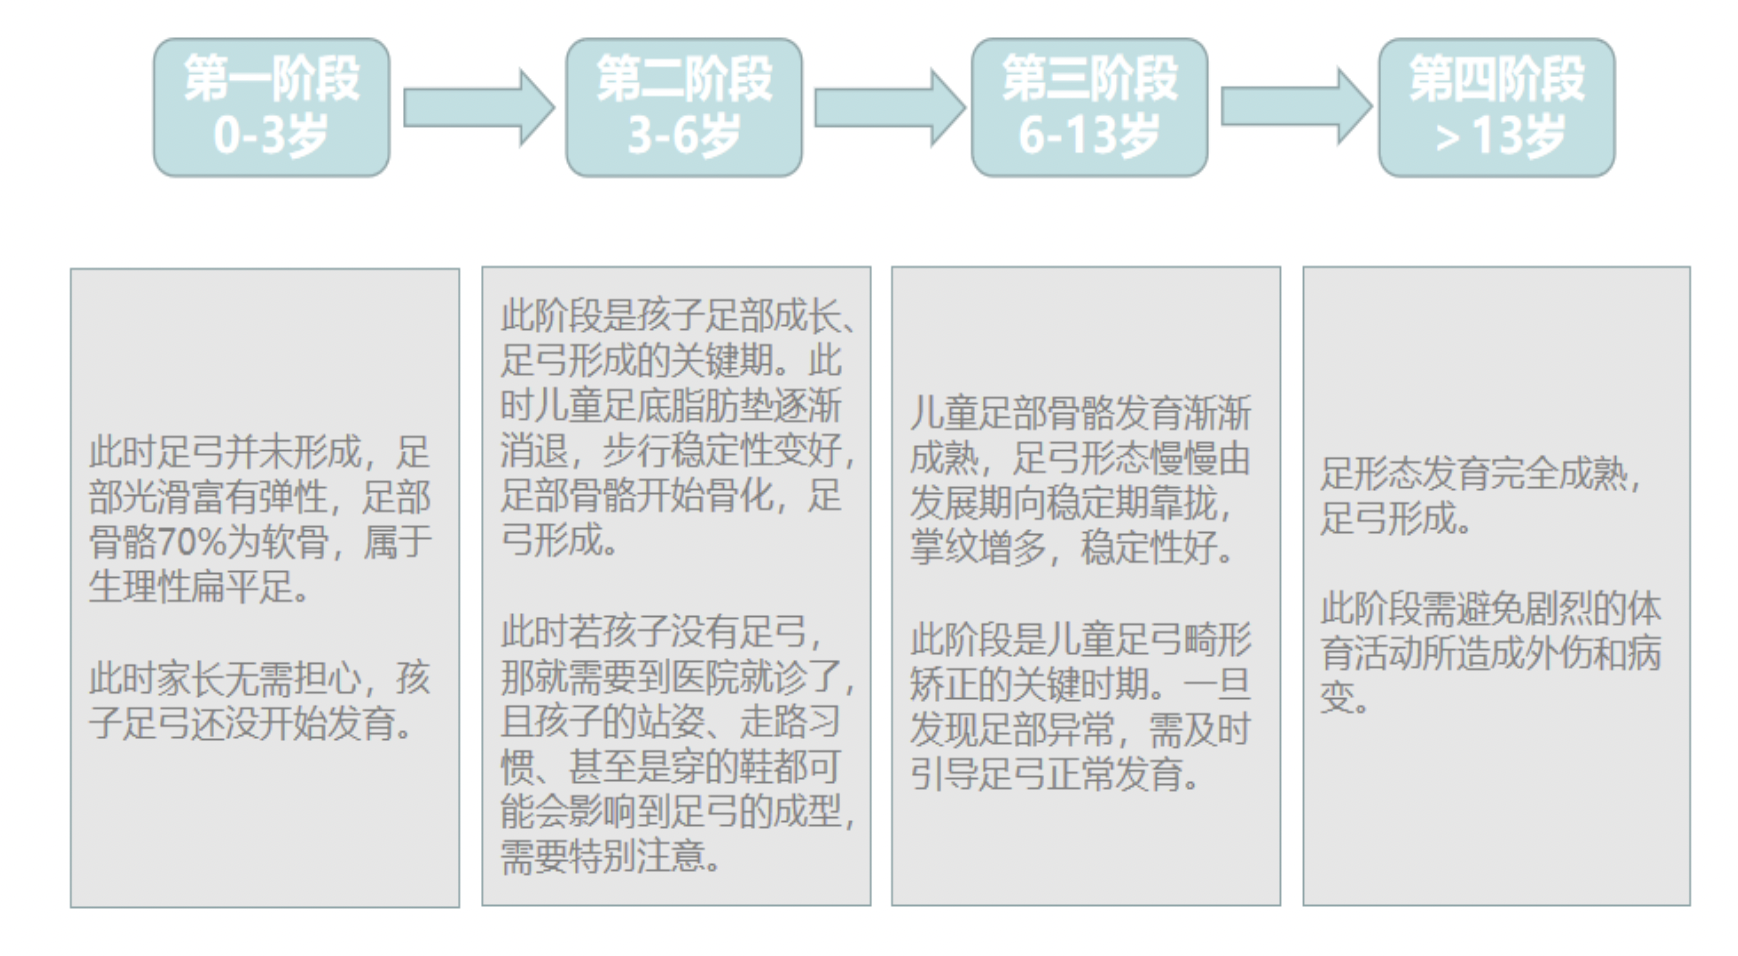 第一阶段
0-3岁
第二阶段
3-6岁
第三阶段
6-13岁
第四阶段
>13岁
此时足弓并未形成，足
部光滑富有弹性，足部
骨骼70%为软骨，属于
生理性扁平足。
此时家长无需担心，孩
子足弓还没开始发育。
此阶段是孩子足部成长、
足弓形成的关键期。此
时儿童足底脂肪垫逐渐
消退，步行稳定性变好，
足部骨骼开始骨化，足
弓形成。
此时若孩子没有足弓，
那就需要到医院就诊了，
且孩子的站姿、走路习
惯、甚至是穿的鞋都可
能会影响到足弓的成型，
需要特别注意。
儿童足部骨骼发育渐渐
成熟，足弓形态慢慢由
发展期向稳定期靠拢，
掌纹增多，稳定性好。
此阶段是儿童足弓畸形
矫正的关键时期。一旦
发现足部异常，需及时
引导足弓正常发育。
足形态发育完全成熟，
足弓形成。
此阶段需避免剧烈的体
育活动所造成外伤和病
变。